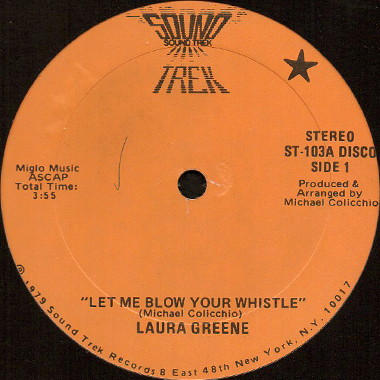 SOUND
SOUND TREK
TREK
STEREO
ST-103A DISCO
SIDE 1
Produced &
Arranged by
Michael Colicchio
Miglo Music
ASCAP
Total Time:
3:55
"LET ME BLOW YOUR WHISTLE"
(Michael Colicchio)
LAURA GREENE
℗ 1979 Sound Trek Records 8 East 48th New York, N.Y. 10017